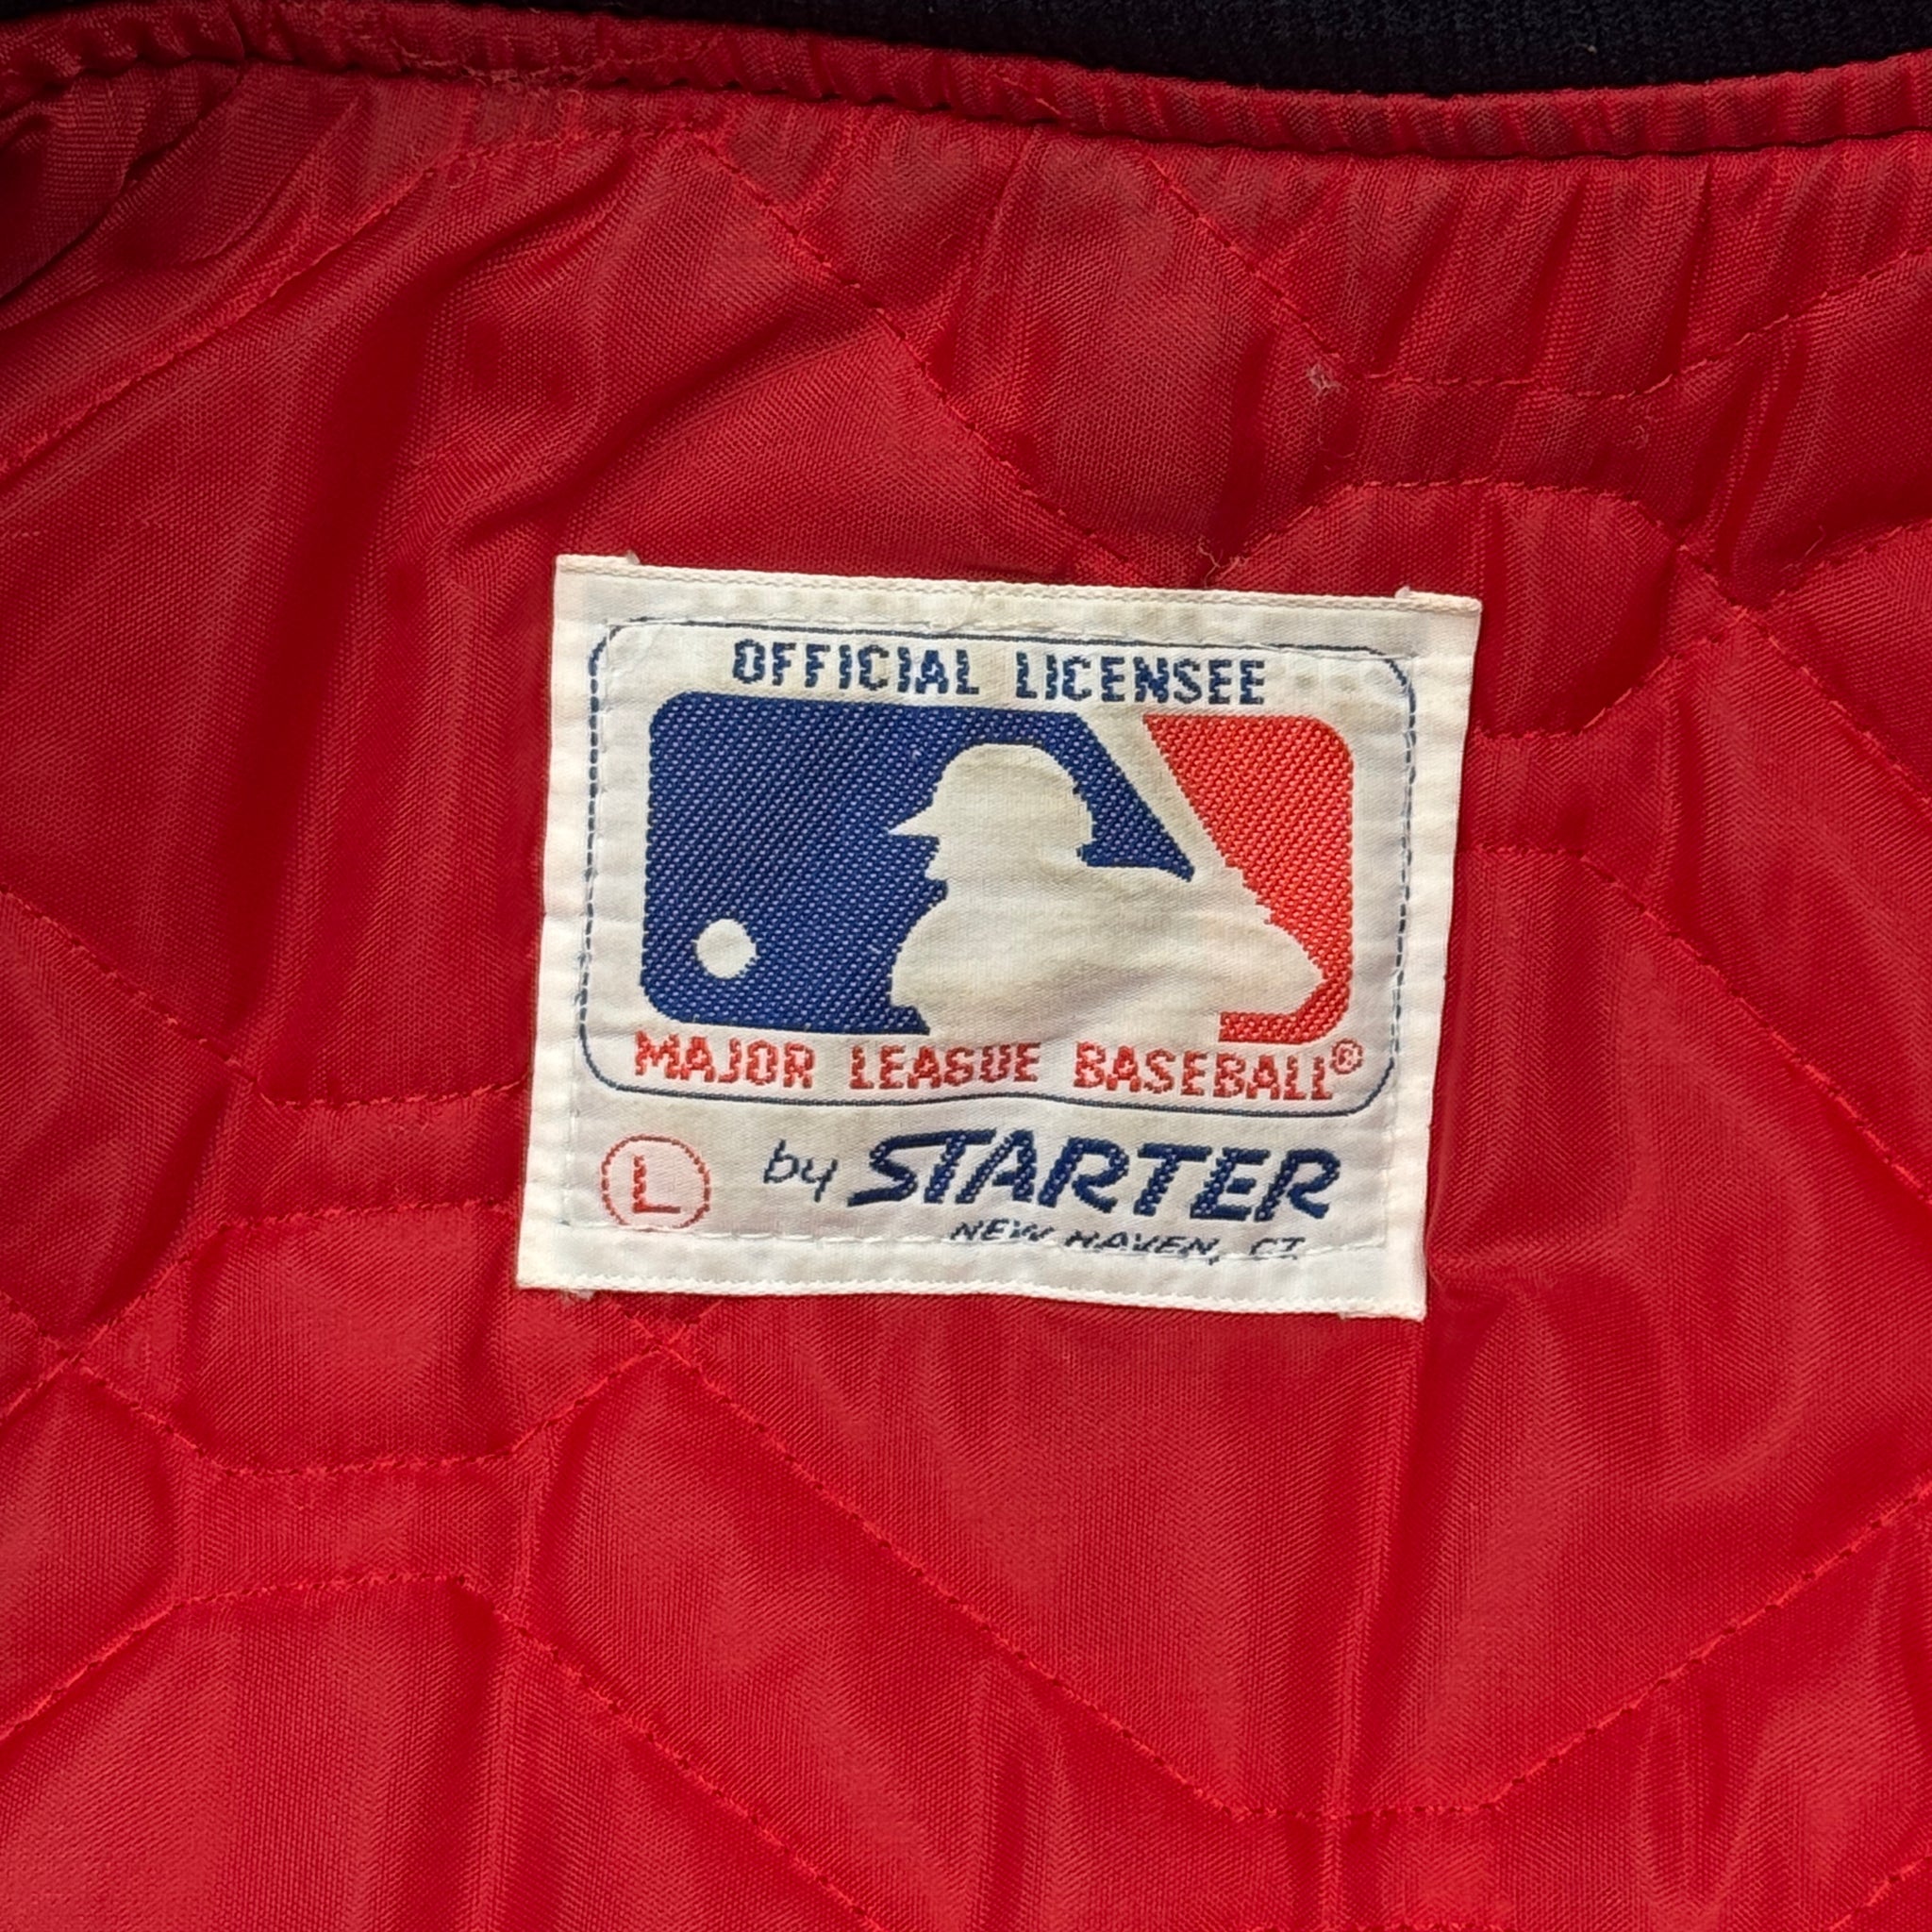 OFFICIAL LICENSEE
MAJOR LEAGUE BASEBALL®
L by STARTER
NEW HAVEN, CT.